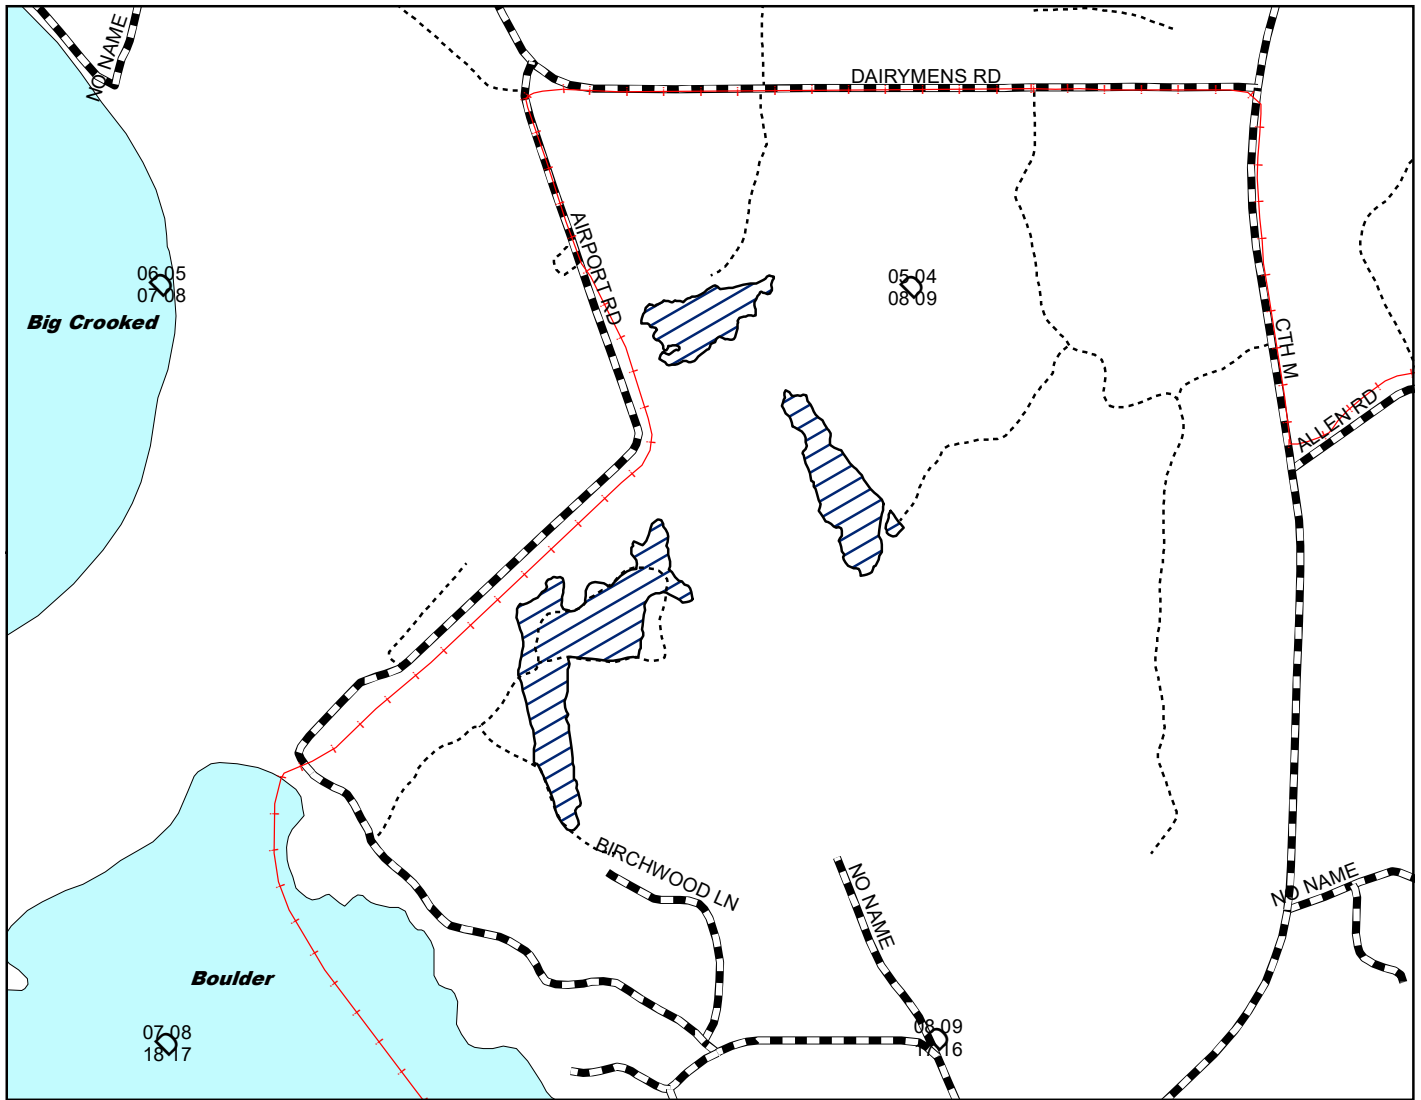 NO NAME
DAIRYMENS RD
AIRPORT RD
06 05
07 08
05 04
08 09
Big Crooked
CTH M
ALLEN RD
BIRCHWOOD LN
NO NAME
NO NAME
Boulder
07 08
18 17
08 09
17 16